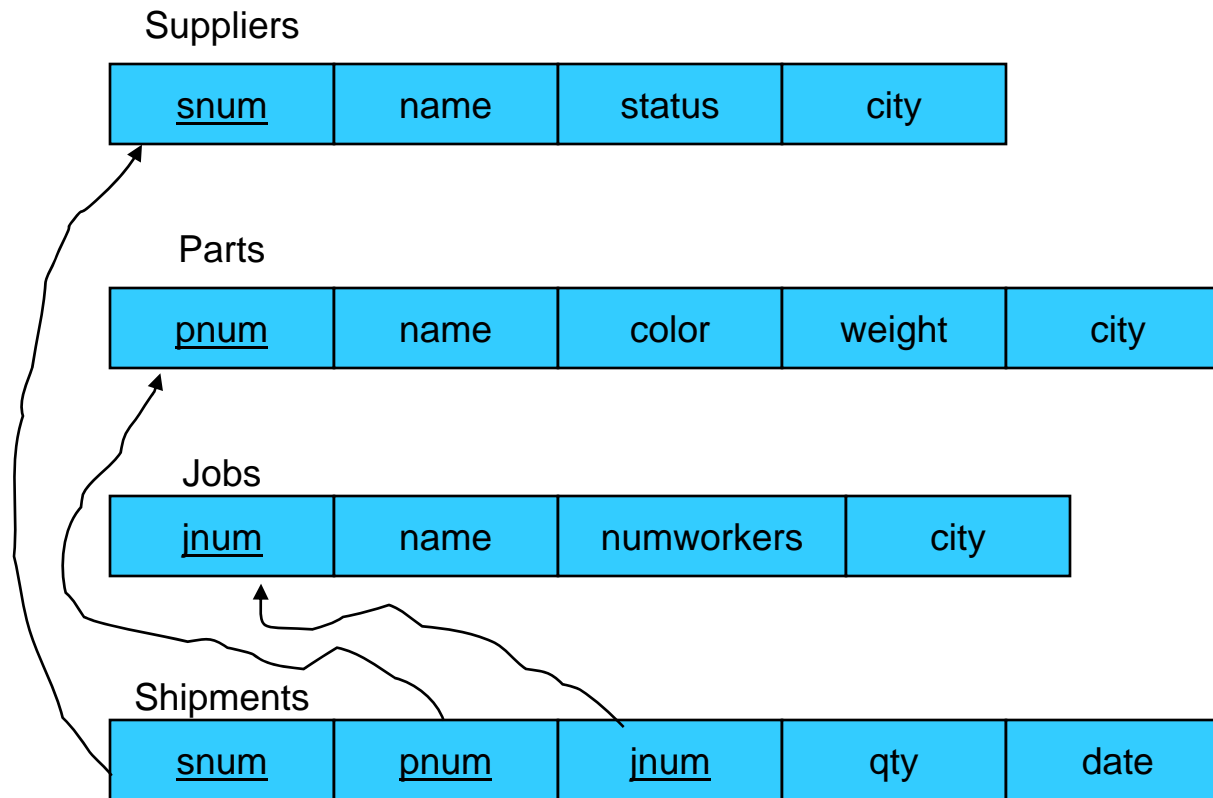 Suppliers
snum name status city
Parts
pnum name color weight city
Jobs
jnum name numworkers city
Shipments
snum pnum jnum qty date